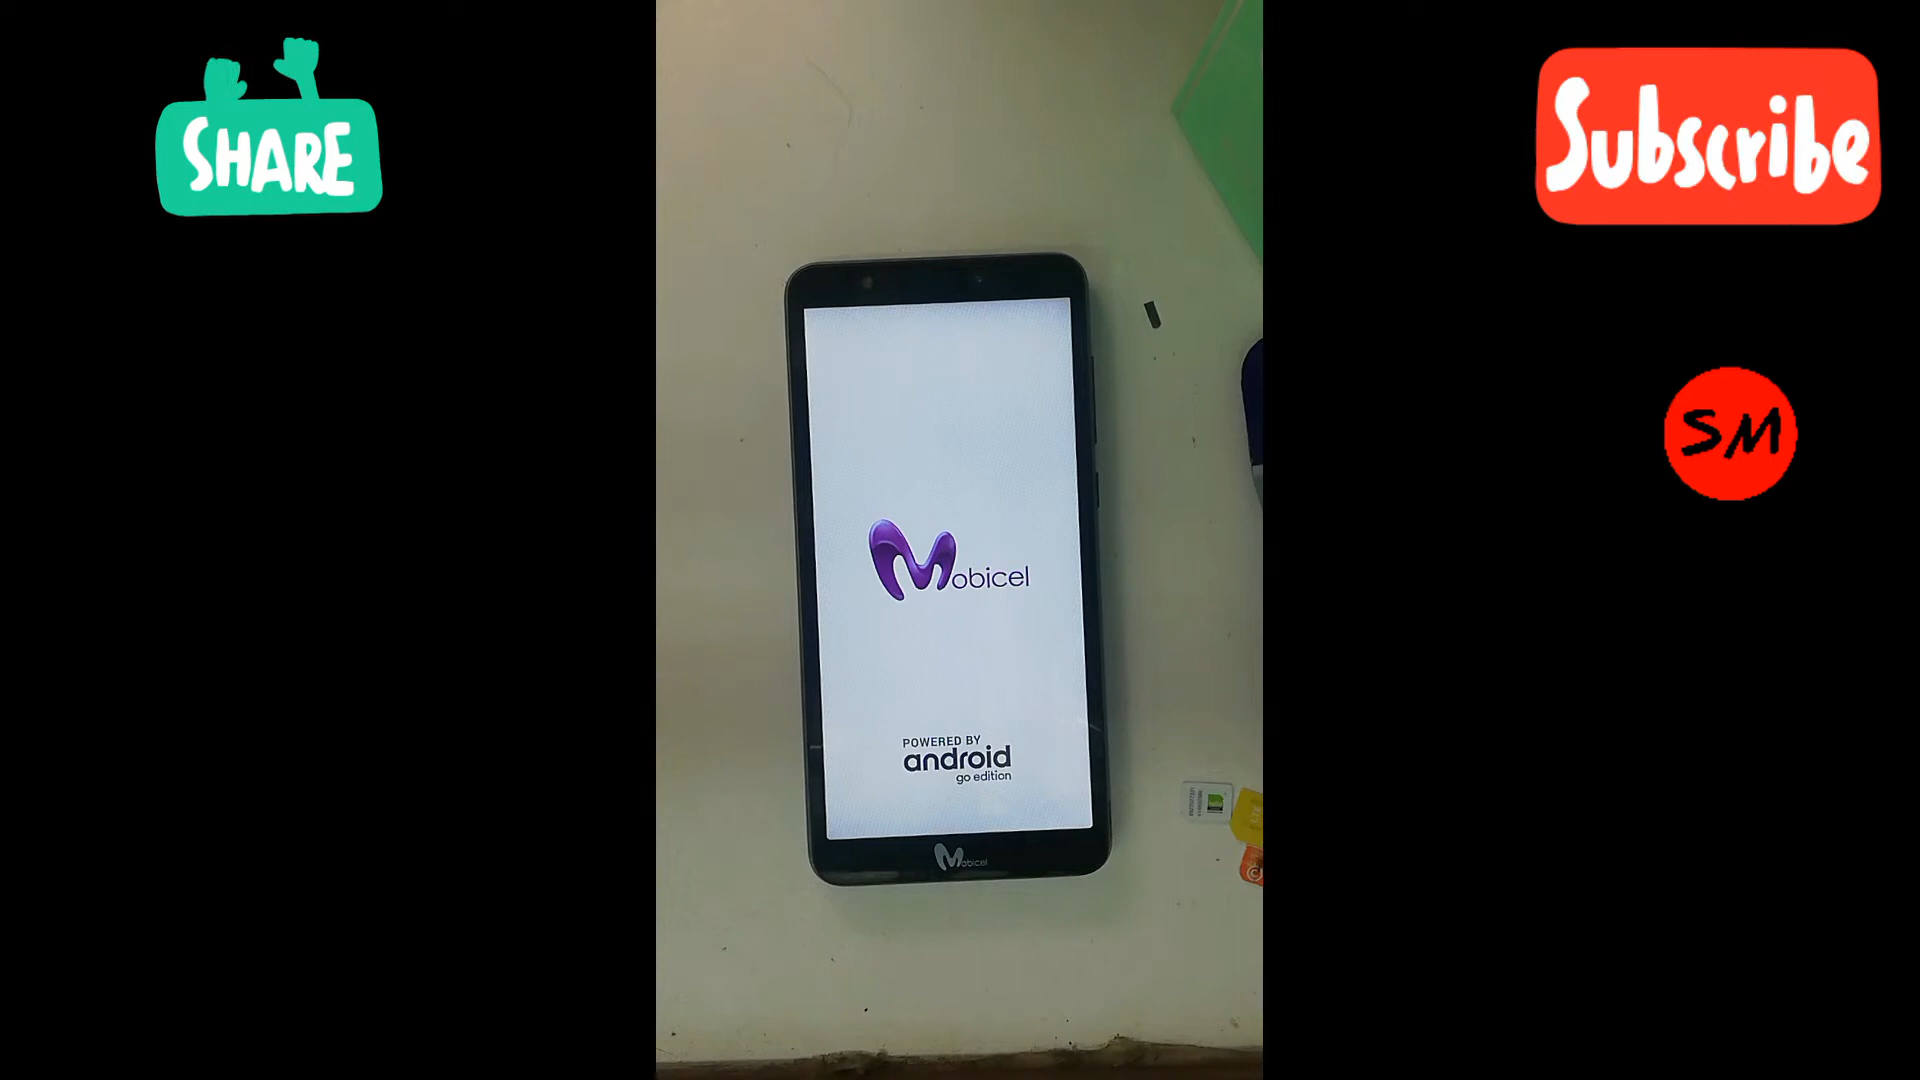 SHARE
Subscribe
SM
Mobicel
POWERED BY
android
go edition
Mobicel